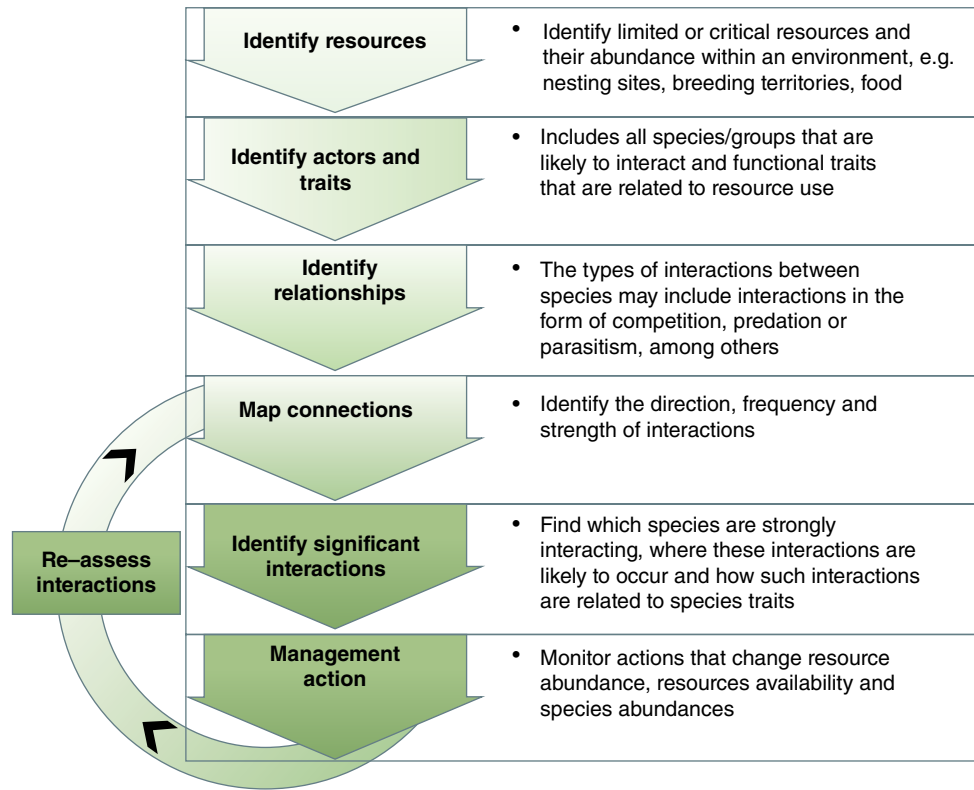 Identify resources
• Identify limited or critical resources and
their abundance within an environment, e.g.
nesting sites, breeding territories, food
Identify actors and
traits
• Includes all species/groups that are
likely to interact and functional traits
that are related to resource use
Identify
relationships
• The types of interactions between
species may include interactions in the
form of competition, predation or
parasitism, among others
Map connections
• Identify the direction, frequency and
strength of interactions
Re–assess
interactions
Identify significant
interactions
• Find which species are strongly
interacting, where these interactions are
likely to occur and how such interactions
are related to species traits
Management
action
• Monitor actions that change resource
abundance, resources availability and
species abundances